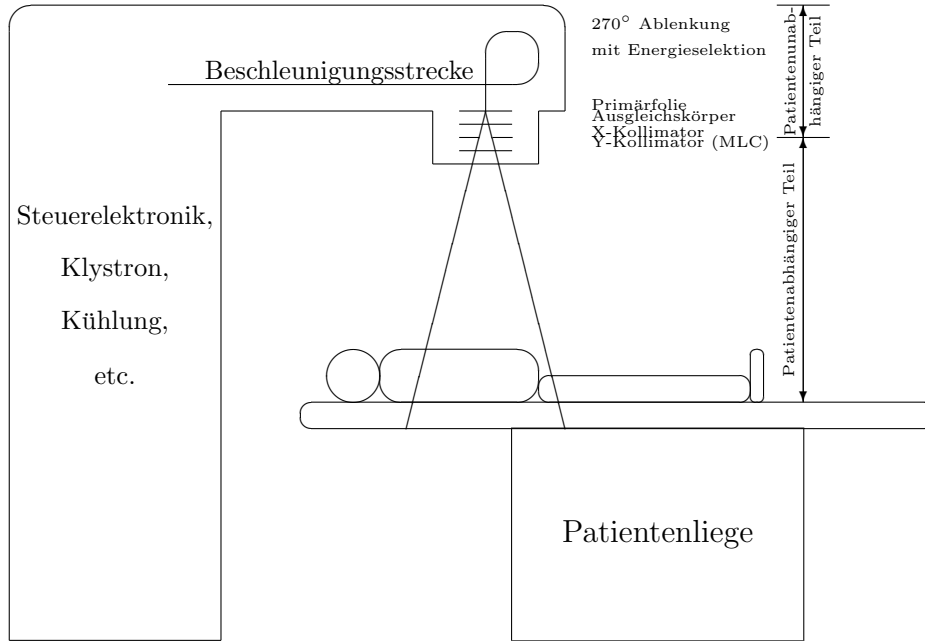 270° Ablenkung
mit Energieselektion
Beschleunigungsstrecke
Primärfolie
Ausgleichskörper
X-Kollimator
Y-Kollimator (MLC)
Patientenunab-
hängiger Teil
Patientenabhängiger Teil
Steuerelektronik,
Klystron,
Kühlung,
etc.
Patientenliege